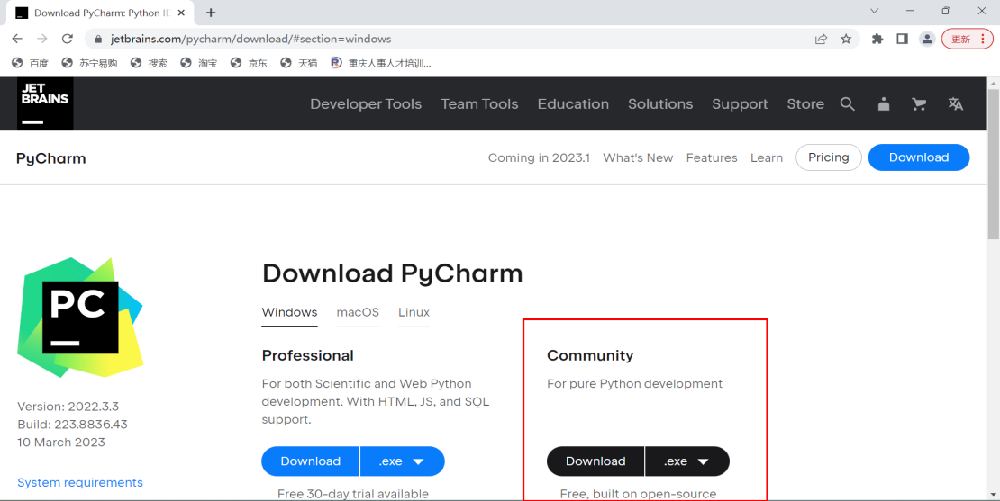 Download PyCharm: Python ID
jetbrains.com/pycharm/download/#section=windows
更新
百度 苏宁易购 搜索 淘宝 京东 天猫 重庆人事人才培训...
JET
BRAINS
Developer Tools Team Tools Education Solutions Support Store
PyCharm
Coming in 2023.1 What's New Features Learn Pricing Download
PC
Version: 2022.3.3
Build: 223.8836.43
10 March 2023
System requirements
Download PyCharm
Windows macOS Linux
Professional
For both Scientific and Web Python
development. With HTML, JS, and SQL
support.
Download .exe
Free 30-day trial available
Community
For pure Python development
Download .exe
Free, built on open-source